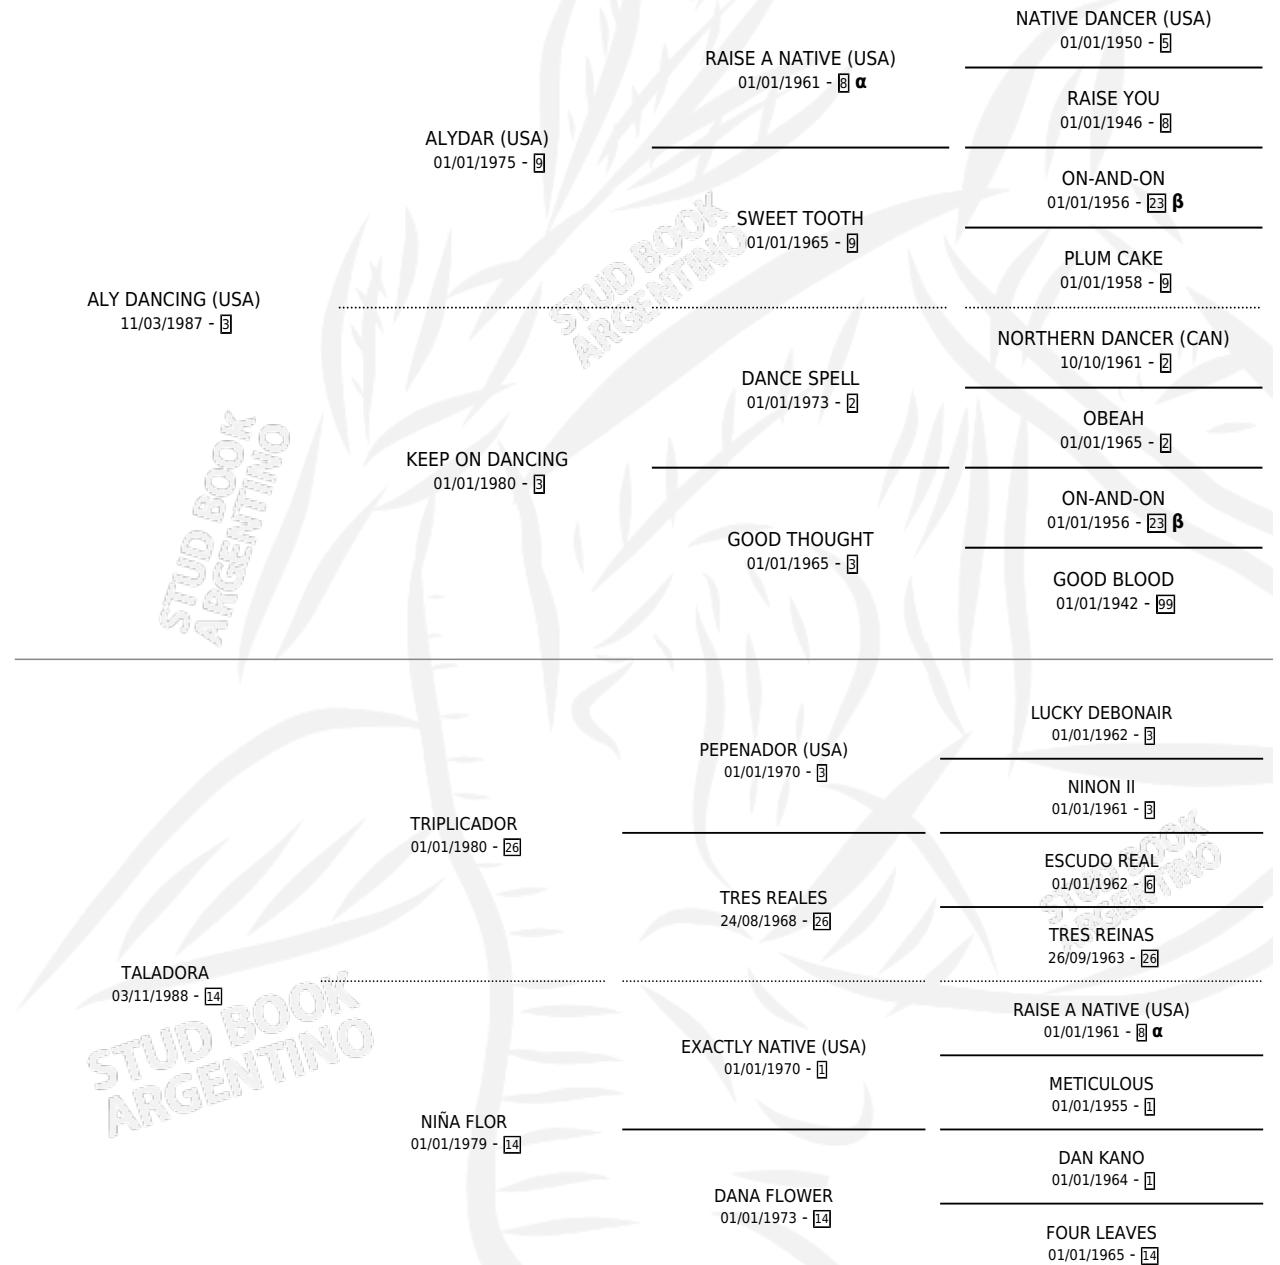 NATIVE DANCER (USA)
01/01/1950 - 5
RAISE A NATIVE (USA)
01/01/1961 - 8 α
RAISE YOU
01/01/1946 - 8
ALYDAR (USA)
01/01/1975 - 9
ON-AND-ON
01/01/1956 - 23 β
SWEET TOOTH
01/01/1965 - 9
PLUM CAKE
01/01/1958 - 9
STUD BOOK
ARGENTINO
ALY DANCING (USA)
11/03/1987 - 3
NORTHERN DANCER (CAN)
10/10/1961 - 2
DANCE SPELL
01/01/1973 - 2
OBEAH
01/01/1965 - 2
KEEP ON DANCING
01/01/1980 - 3
ON-AND-ON
01/01/1956 - 23 β
GOOD THOUGHT
01/01/1965 - 3
GOOD BLOOD
01/01/1942 - 99
STUD BOOK
ARGENTINO
LUCKY DEBONAIR
01/01/1962 - 3
PEPENADOR (USA)
01/01/1970 - 3
NINON II
01/01/1961 - 3
TRIPLICADOR
01/01/1980 - 26
ESCUDO REAL
01/01/1962 - 6
TRES REALES
24/08/1968 - 26
TRES REINAS
26/09/1963 - 26
STUD BOOK
ARGENTINO
TALADORA
03/11/1988 - 14
RAISE A NATIVE (USA)
01/01/1961 - 8 α
EXACTLY NATIVE (USA)
01/01/1970 - 1
METICULOUS
01/01/1955 - 1
STUD BOOK
ARGENTINO
NIÑA FLOR
01/01/1979 - 14
DAN KANO
01/01/1964 - 1
DANA FLOWER
01/01/1973 - 14
FOUR LEAVES
01/01/1965 - 14